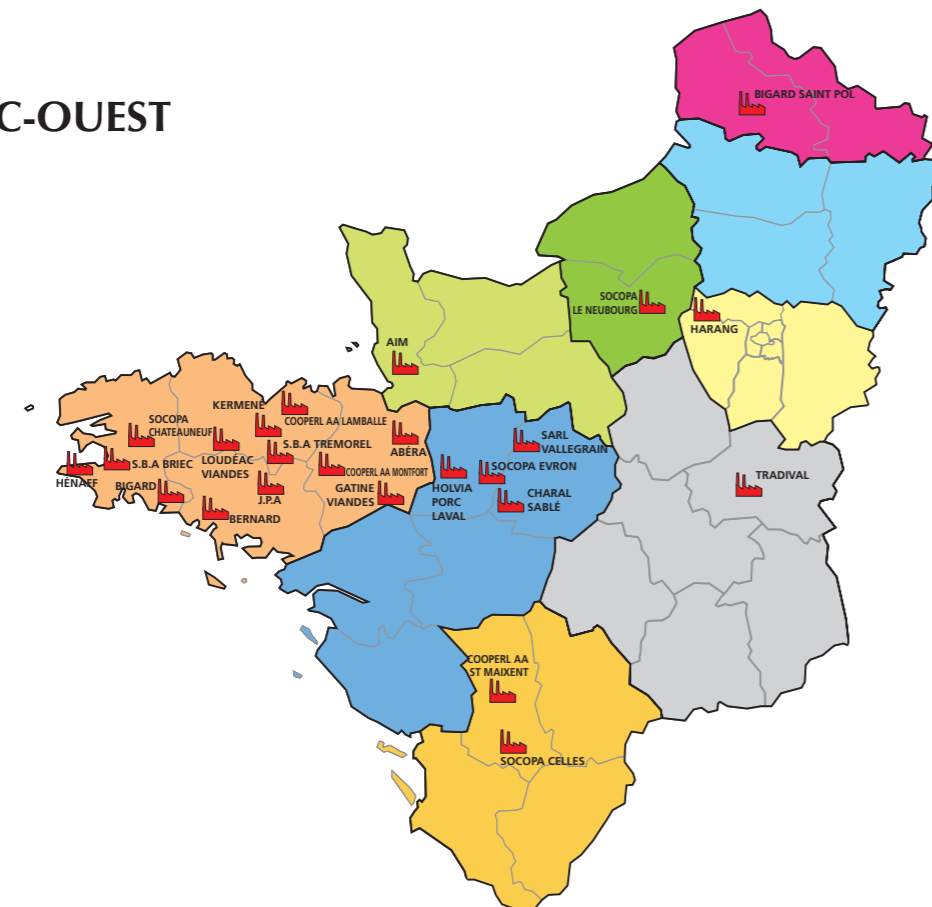 C-OUEST
BIGARD SAINT POL
SOCOPA
LE NEUBOURG
HARANG
AIM
KERMENE
SOCOPA
CHATEAUNEUF
COOPERL AA LAMBALLE
ABÉRA
S.B.A TREMOREL
LOUDÉAC
VIANDES
S.B.A BRIEC
HÉNAFF
BIGARD
COOPERL AA MONTFORT
J.P.A
GATINE
VIANDES
BERNARD
SARL
VALLEGRAIN
SOCOPA EVRON
HOLVIA
PORC
LAVAL
CHARAL
SABLÉ
TRADIVAL
COOPERL AA
ST MAIXENT
SOCOPA CELLES